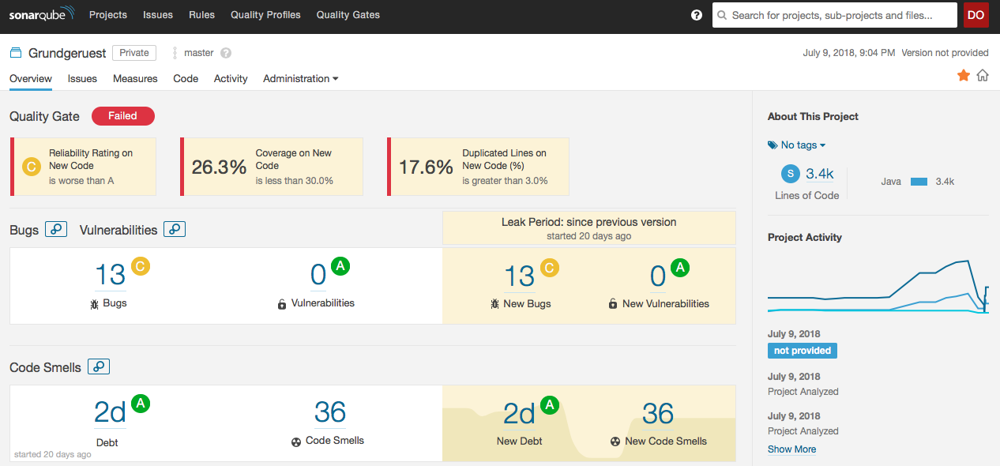 sonarqube Projects Issues Rules Quality Profiles Quality Gates ? Search for projects, sub-projects and files... DO
Grundgeruest Private master ? July 9, 2018, 9:04 PM Version not provided
Overview Issues Measures Code Activity Administration
Quality Gate Failed
C
Reliability Rating on
New Code
is worse than A
26.3%
Coverage on New
Code
is less than 30.0%
17.6%
Duplicated Lines on
New Code (%)
is greater than 3.0%
Bugs Vulnerabilities
Leak Period: since previous version
started 20 days ago
13 C
Bugs
0 A
Vulnerabilities
13 C
New Bugs
0 A
New Vulnerabilities
Code Smells
2d A
Debt
started 20 days ago
36
Code Smells
2d A
New Debt
36
New Code Smells
About This Project
No tags
S 3.4k
Lines of Code
Java 3.4k
Project Activity
July 9, 2018
not provided
July 9, 2018
Project Analyzed
July 9, 2018
Project Analyzed
Show More